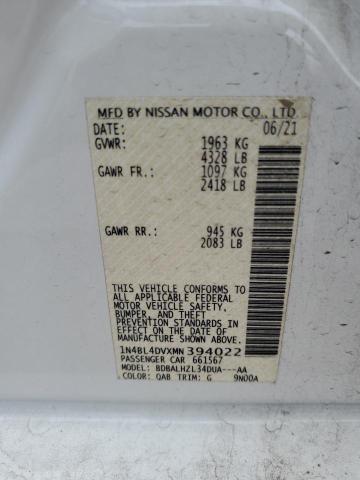 MFD BY NISSAN MOTOR CO., LTD.
DATE: 06/21
GVWR: 1963 KG
4328 LB
GAWR FR.: 1097 KG
2418 LB
GAWR RR.: 945 KG
2083 LB
THIS VEHICLE CONFORMS TO
ALL APPLICABLE FEDERAL
MOTOR VEHICLE SAFETY,
BUMPER, AND THEFT
PREVENTION STANDARDS IN
EFFECT ON THE DATE OF
MANUFACTURE SHOWN ABOVE.
1N4BL4DVXMN394022
PASSENGER CAR 661567
MODEL: BDBALHZL34DUA---AA
COLOR: QAB TRIM: G 9N00A